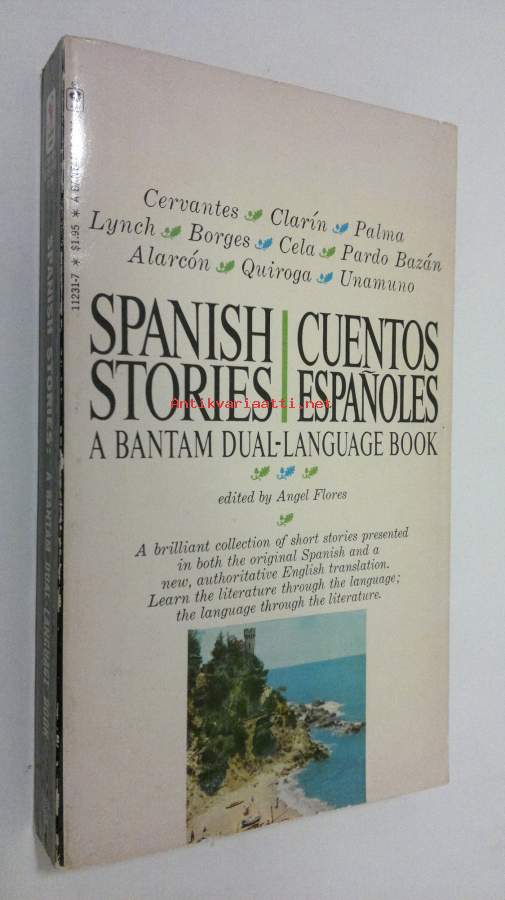 Cervantes Clarín Palma
Lynch Borges Cela Pardo Bazán
Alarcón Quiroga Unamuno
SPANISH STORIES
CUENTOS ESPAÑOLES
A BANTAM DUAL-LANGUAGE BOOK
edited by Angel Flores
A brilliant collection of short stories presented
in both the original Spanish and a
new, authoritative English translation.
Learn the literature through the language;
the language through the literature.
Antikvariaatti.net
11231-7 * $1.95 * A BANTAM
SPANISH STORIES: A BANTAM DUAL-LANGUAGE BOOK